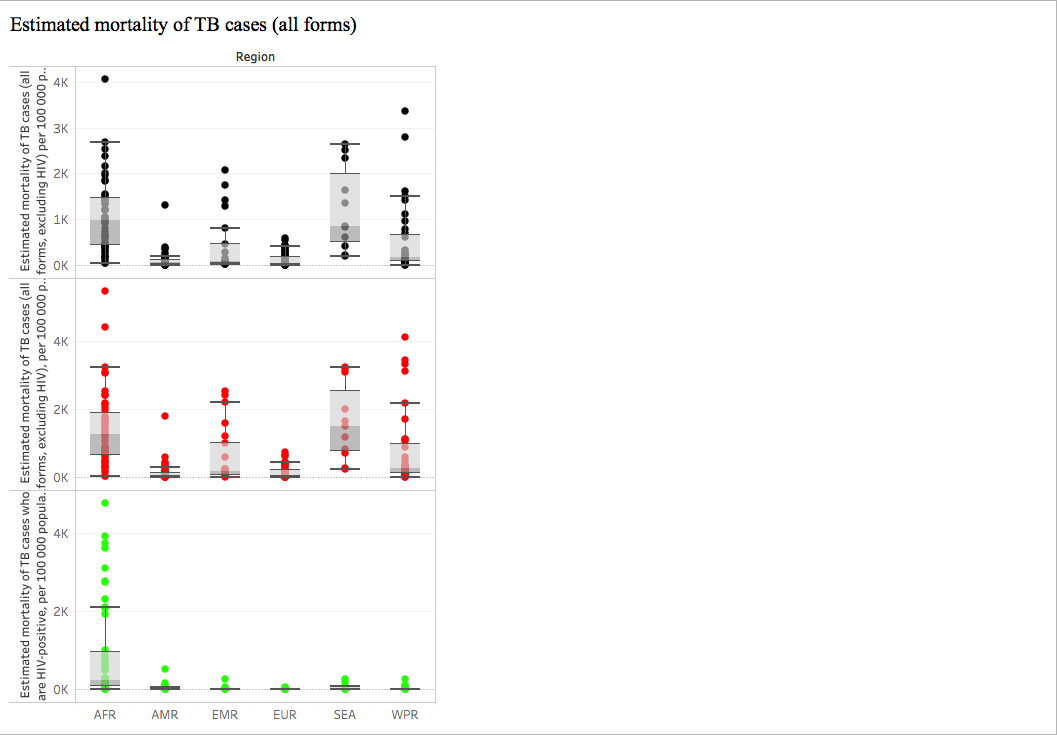 Estimated mortality of TB cases (all forms)
Region
Estimated mortality of TB cases (all
forms, excluding HIV) per 100 000 p..
4K
3K
2K
1K
0K
Estimated mortality of TB cases (all
forms, excluding HIV), per 100 000 p..
4K
2K
0K
Estimated mortality of TB cases who
are HIV-positive, per 100 000 popula..
4K
2K
0K
AFR AMR EMR EUR SEA WPR